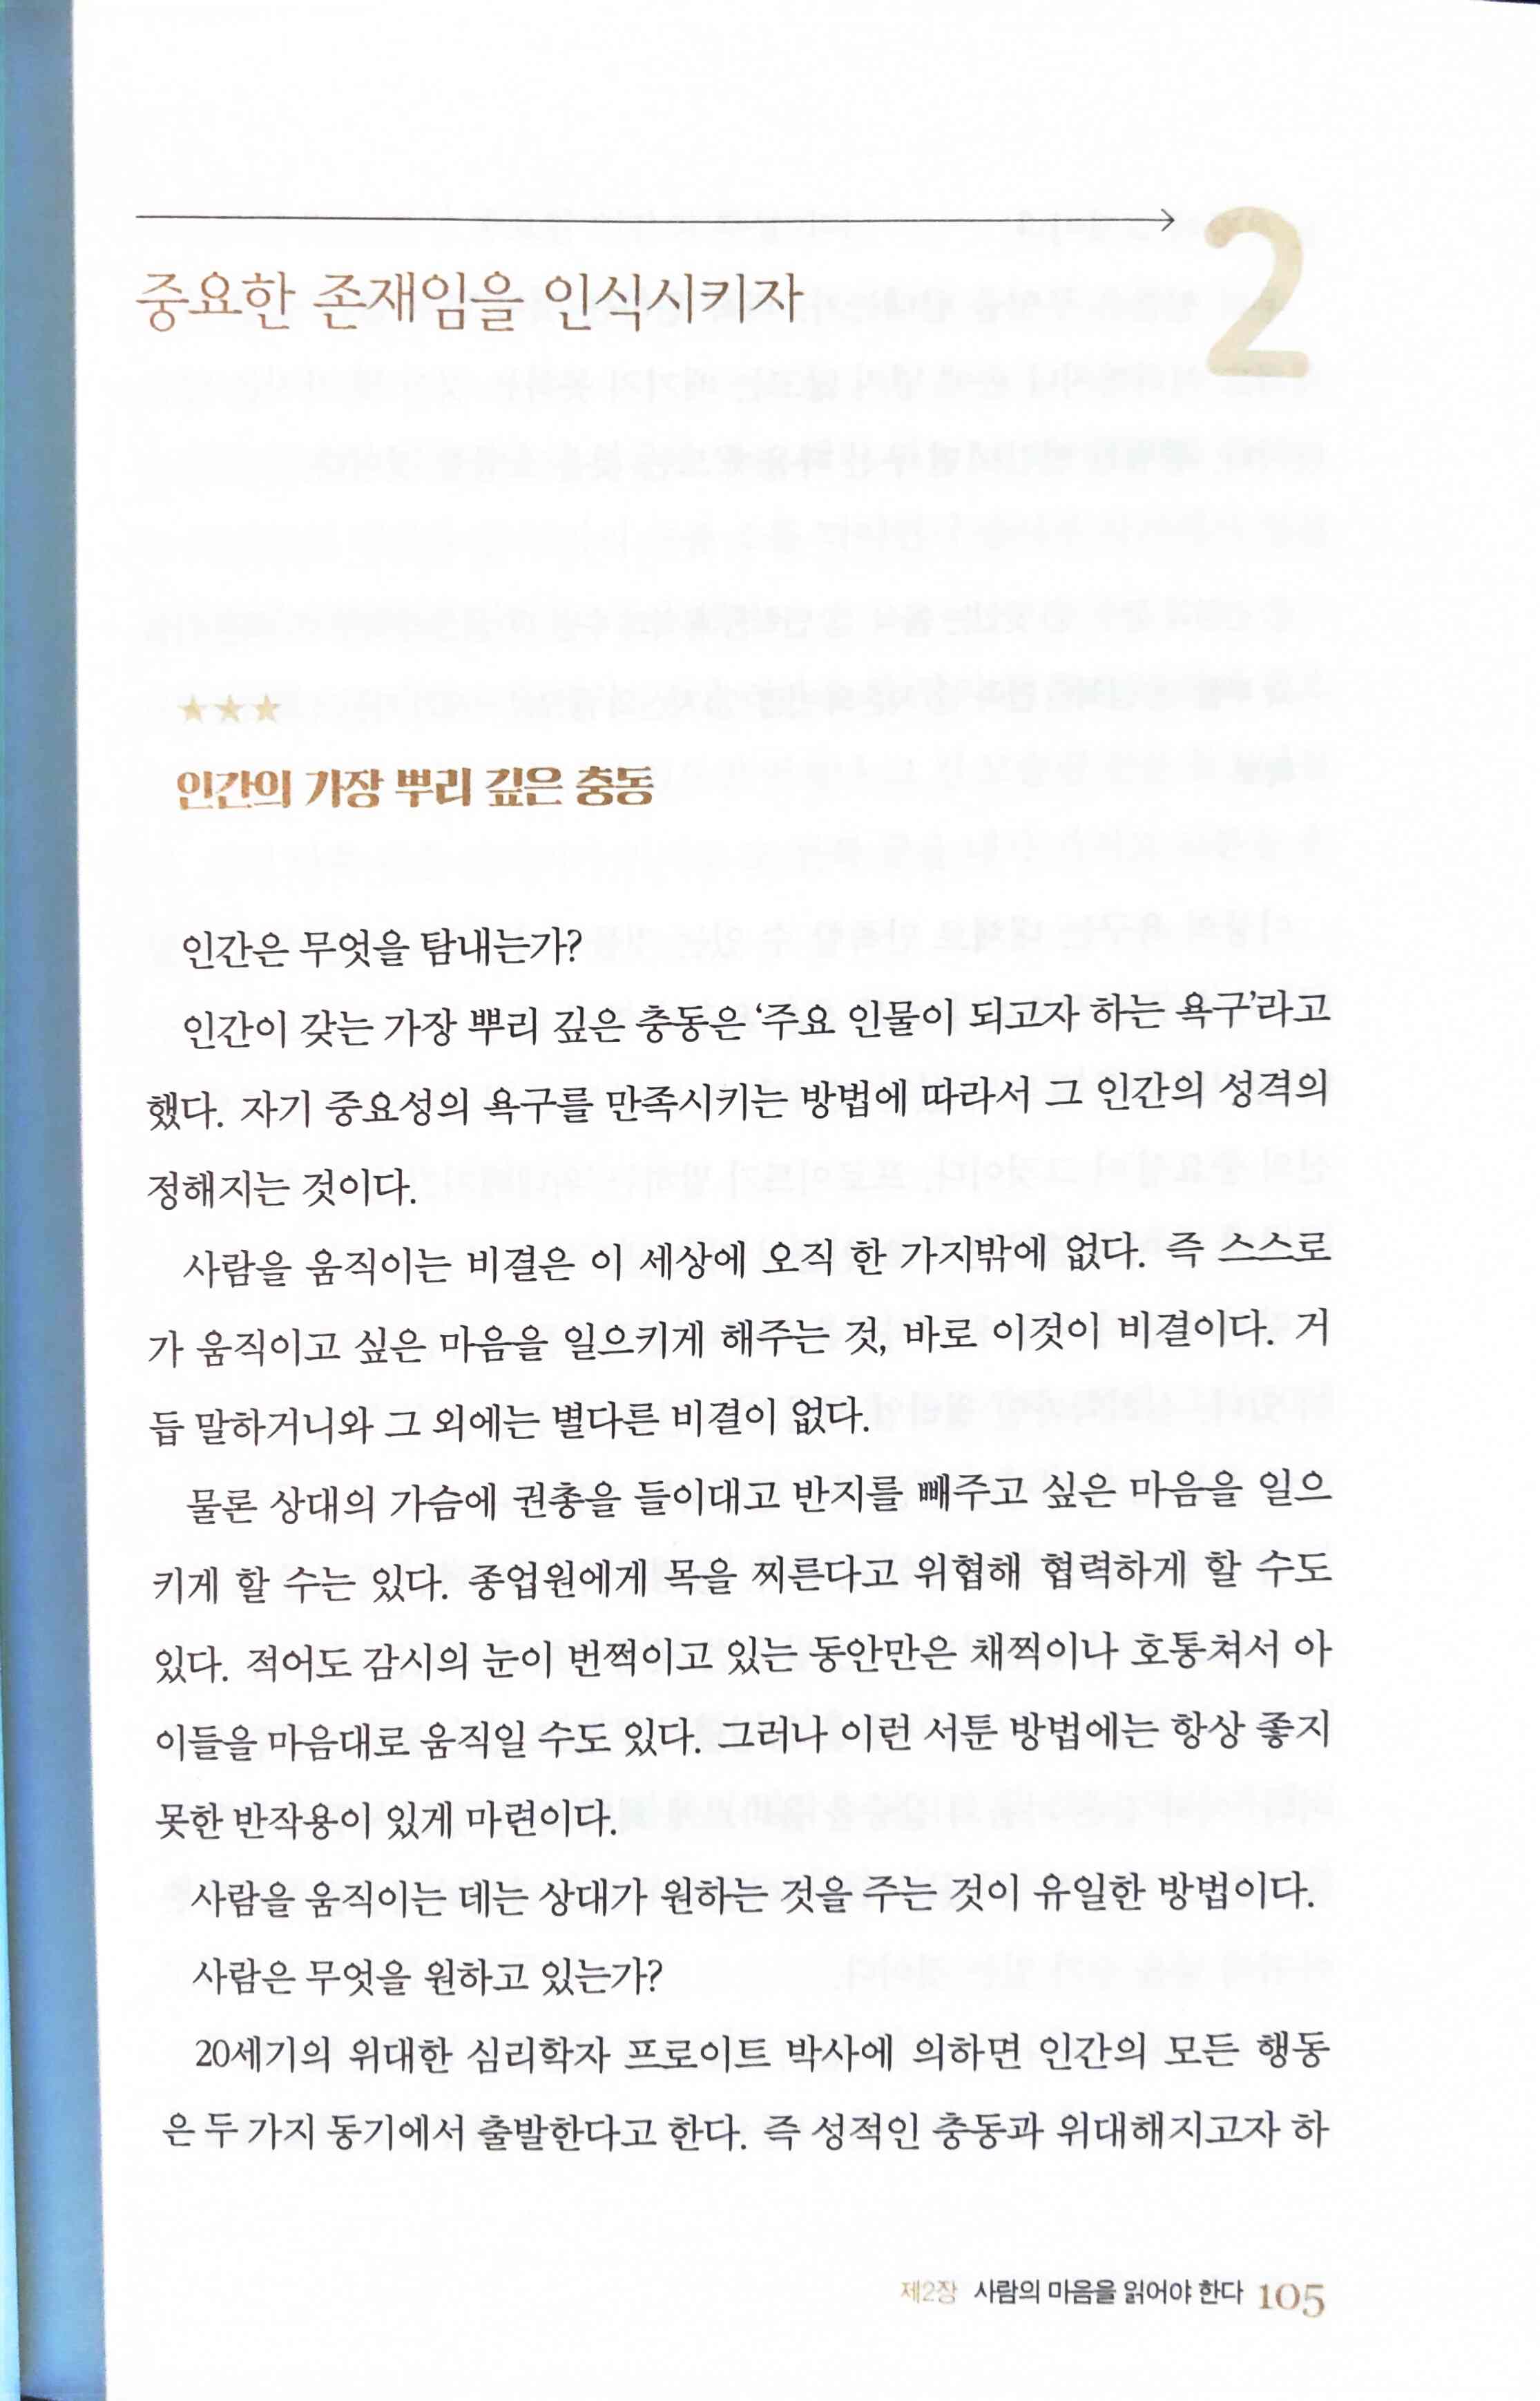 2
중요한 존재임을 인식시키자
★★★
인간의 가장 뿌리 깊은 충동
인간은 무엇을 탐내는가?
인간이 갖는 가장 뿌리 깊은 충동은 ‘주요 인물이 되고자 하는 욕구’라고
했다. 자기 중요성의 욕구를 만족시키는 방법에 따라서 그 인간의 성격의
정해지는 것이다.
사람을 움직이는 비결은 이 세상에 오직 한 가지밖에 없다. 즉 스스로
가 움직이고 싶은 마음을 일으키게 해주는 것, 바로 이것이 비결이다. 거
듭 말하거니와 그 외에는 별다른 비결이 없다.
물론 상대의 가슴에 권총을 들이대고 반지를 빼주고 싶은 마음을 일으
키게 할 수는 있다. 종업원에게 목을 찌른다고 위협해 협력하게 할 수도
있다. 적어도 감시의 눈이 번쩍이고 있는 동안만은 채찍이나 호통쳐서 아
이들을 마음대로 움직일 수도 있다. 그러나 이런 서툰 방법에는 항상 좋지
못한 반작용이 있게 마련이다.
사람을 움직이는 데는 상대가 원하는 것을 주는 것이 유일한 방법이다.
사람은 무엇을 원하고 있는가?
20세기의 위대한 심리학자 프로이트 박사에 의하면 인간의 모든 행동
은 두 가지 동기에서 출발한다고 한다. 즉 성적인 충동과 위대해지고자 하
제2장 사람의 마음을 읽어야 한다 105